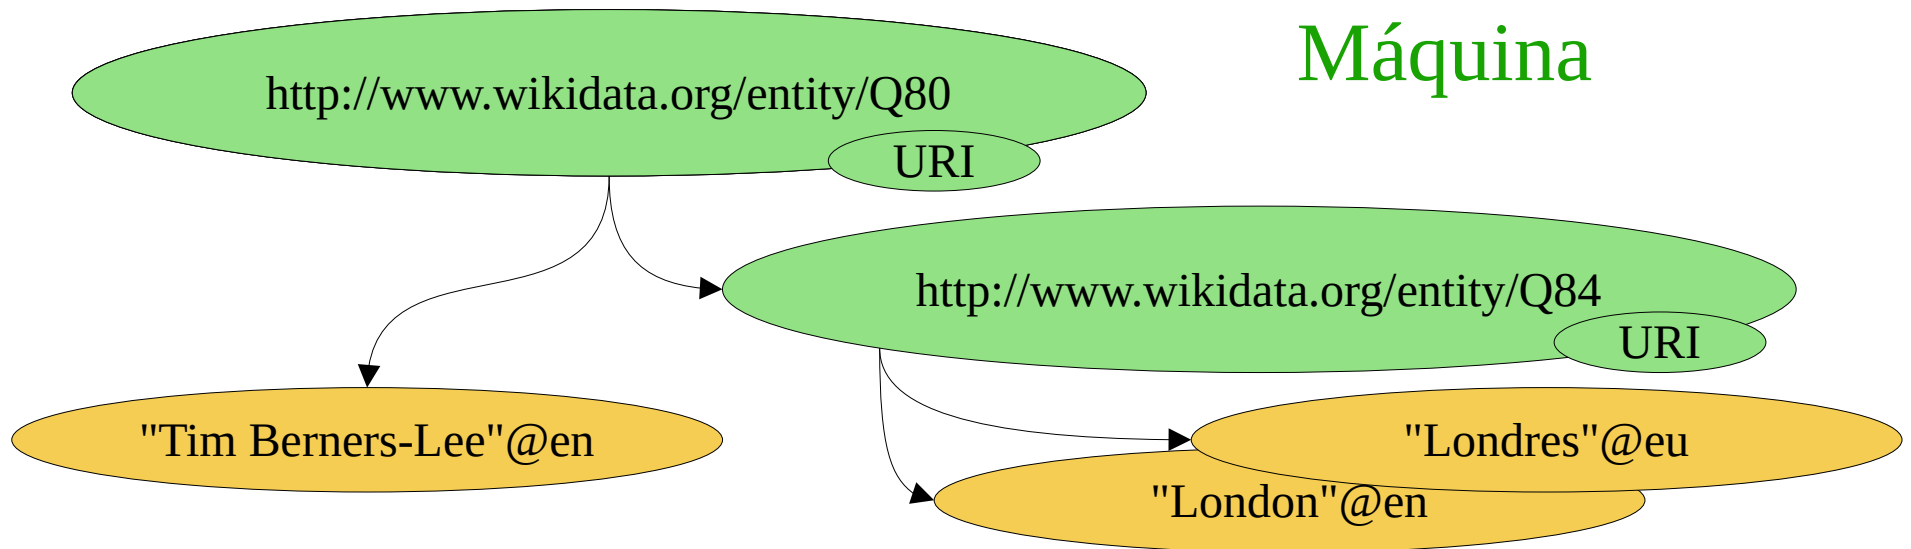 Máquina
http://www.wikidata.org/entity/Q80
URI
http://www.wikidata.org/entity/Q84
URI
"Tim Berners-Lee"@en
"Londres"@eu
"London"@en